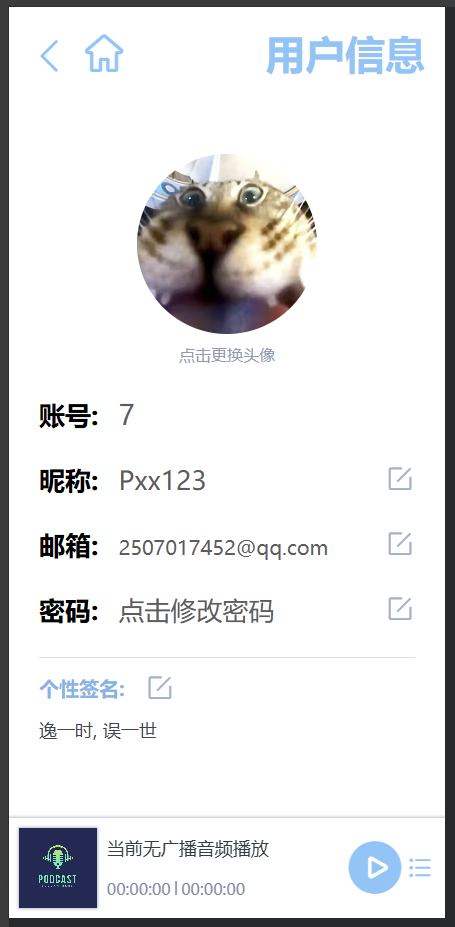 用户信息
点击更换头像
账号: 7
昵称: Pxx123
邮箱: 2507017452@qq.com
密码: 点击修改密码
个性签名:
逸一时, 误一世
当前无广播音频播放
PODCAST
00:00:00 | 00:00:00